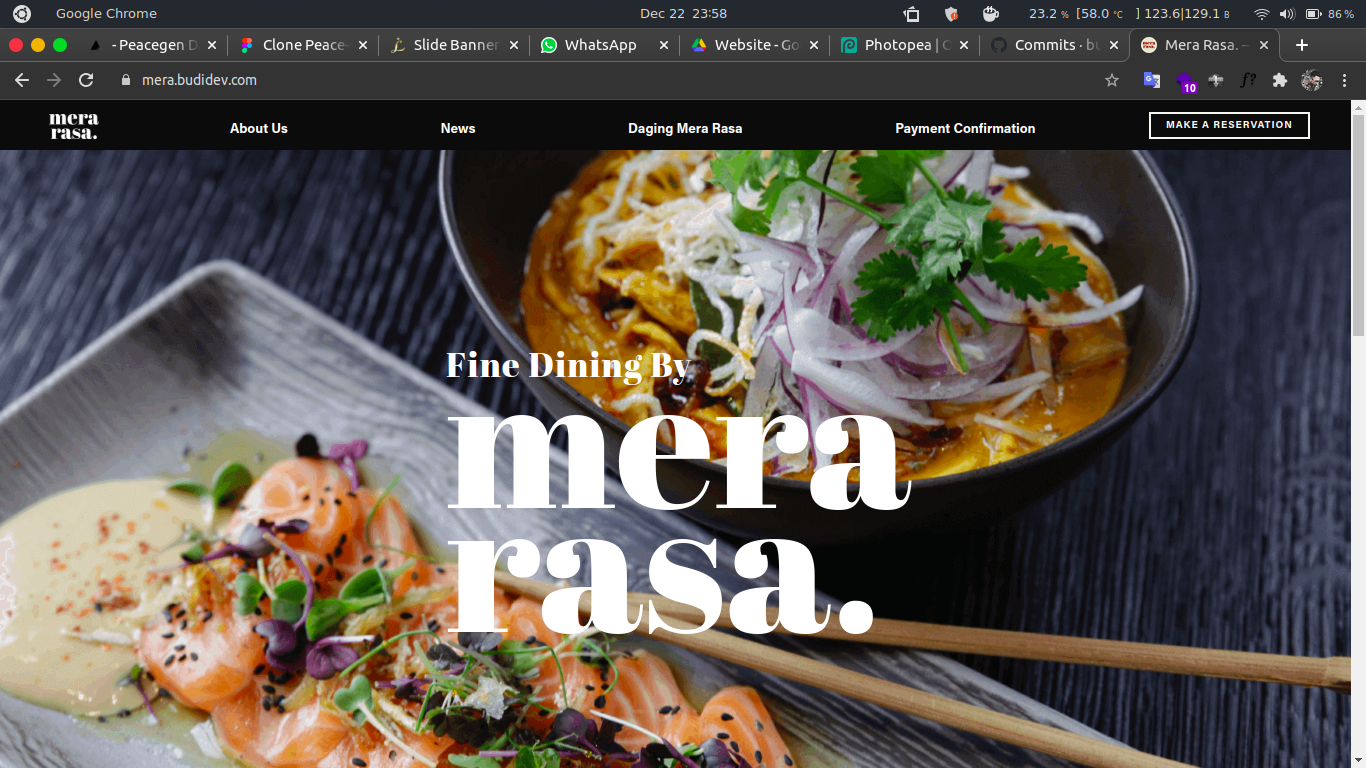 Google Chrome
Dec 22 23:58
23.2 % [58.0 °C ] 123.6|129.1 B
86 %
- Peacegen D
Clone Peace
Slide Banner
WhatsApp
Website - Go
Photopea | C
Commits · bu
Mera Rasa. –
mera.budidev.com
10
f?
mera
rasa.
About Us
News
Daging Mera Rasa
Payment Confirmation
MAKE A RESERVATION
Fine Dining By
mera
rasa.